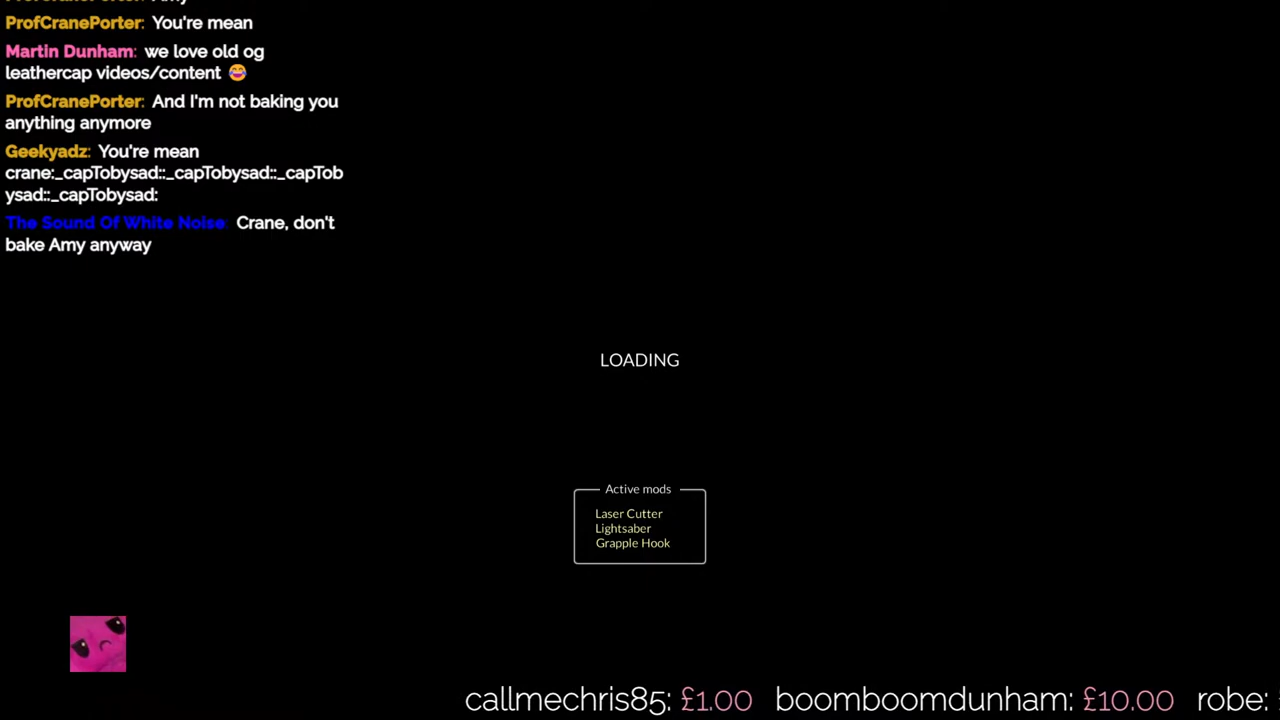 ProfCranePorter: You're mean
Martin Dunham: we love old og
leathercap videos/content 😂
ProfCranePorter: And I'm not baking you
anything anymore
Geekyadz: You're mean
crane:_capTobysad::_capTobysad::_capTob
ysad::_capTobysad:
The Sound Of White Noise: Crane, don't
bake Amy anyway
LOADING
Active mods
Laser Cutter
Lightsaber
Grapple Hook
callmechris85: £1.00 boomboomdunham: £10.00 robe: